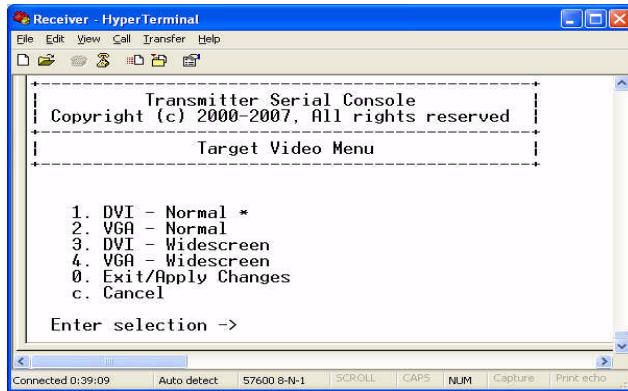 Receiver - HyperTerminal
File Edit View Call Transfer Help
Transmitter Serial Console
Copyright (c) 2000-2007, All rights reserved
Target Video Menu
1. DVI - Normal *
2. VGA - Normal
3. DVI - Widescreen
4. VGA - Widescreen
0. Exit/Apply Changes
c. Cancel
Enter selection ->
Connected 0:39:09 Auto detect 57600 8-N-1 SCROLL CAPS NUM Capture Print echo